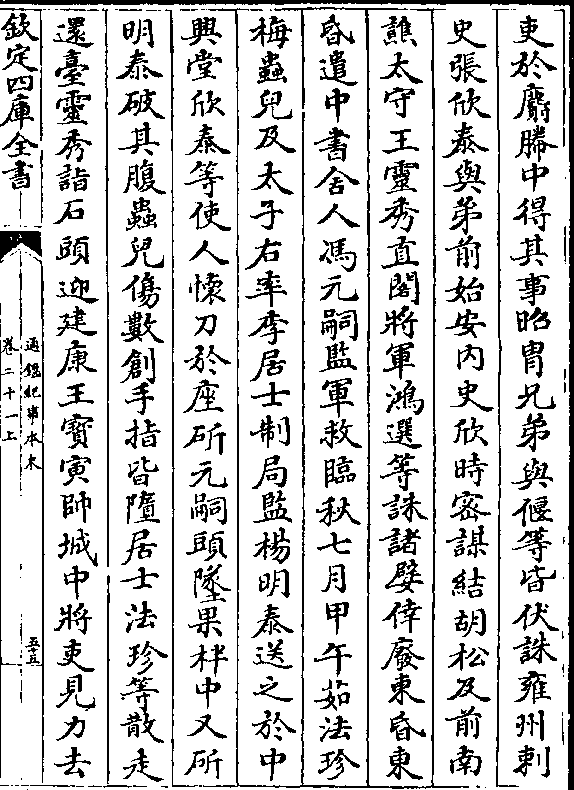 吏於麝幐中得其事昭胄兄弟與偃等皆伏誅雍州刺
史張欣泰與弟前始安内史欣時密謀結胡松及前南
譙太守王靈秀直閣將軍鴻選等誅諸嬖倖廢東昏東
昏遣中書舍人馮元嗣監軍救臨秋七月甲午茹法珍
梅蟲兒及太子右率李居士制局監楊明泰送之於中
興堂欣泰等使人懷刀於座斫元嗣頭墜果柈中又斫
明泰破其腹蟲兒傷數創手指皆墮居士法珍等散走
還臺靈秀詣石頭迎建康王寳寅帥城中將吏見力去
欽定四庫全書
通鑑紀事本末
卷二十一上
五十五